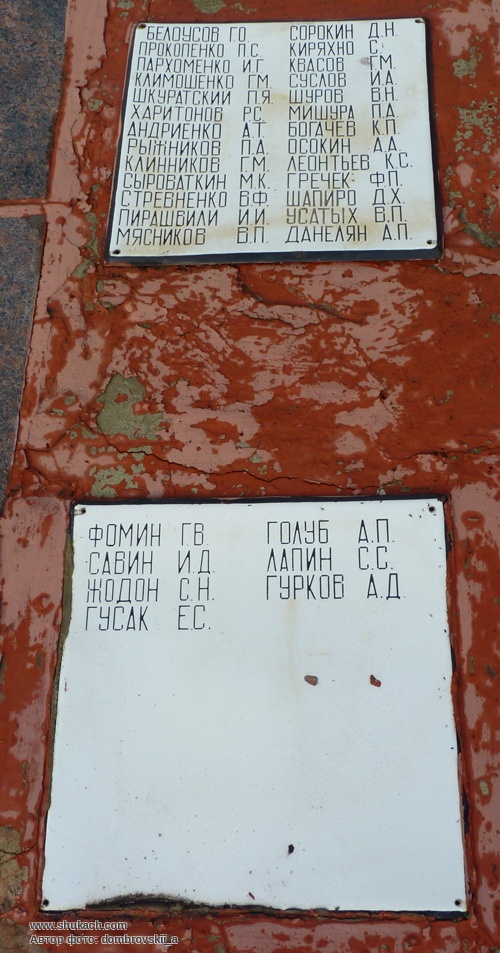 БЕЛОУСОВ Г.О. СОРОКИН Д.Н.
ПРОКОПЕНКО П.С. КИРЯХНО С.
ПАРХОМЕНКО И.Г. КВАСОВ Г.М.
КЛИМОШЕНКО Г.М. СУСЛОВ И.А.
ШКУРАТСКИЙ П.Я. ШУРОВ В.Н.
ХАРИТОНОВ Р.С. МИШУРА П.А.
АНДРИЕНКО А.Т. БОГАЧЕВ К.П.
РЫЖНИКОВ П.А. ОСОКИН А.А.
КЛИННИКОВ Г.М. ЛЕОНТЬЕВ К.С.
СЫРОВАТКИН М.К. ГРЕЧЕК Ф.П.
СТРЕВНЕНКО В.Ф. ШАПИРО Д.Х.
ПИРАШВИЛИ И.И. УСАТЫХ В.П.
МЯСНИКОВ В.П. ДАНЕЛЯН А.П.
ФОМИН Г.В. ГОЛУБ А.П.
САВИН И.Д. ЛАПИН С.С.
ЖОДОН С.Н. ГУРКОВ А.Д.
ГУСАК Е.С.
www.shukach.com
Автор фото: dombrovskii_a